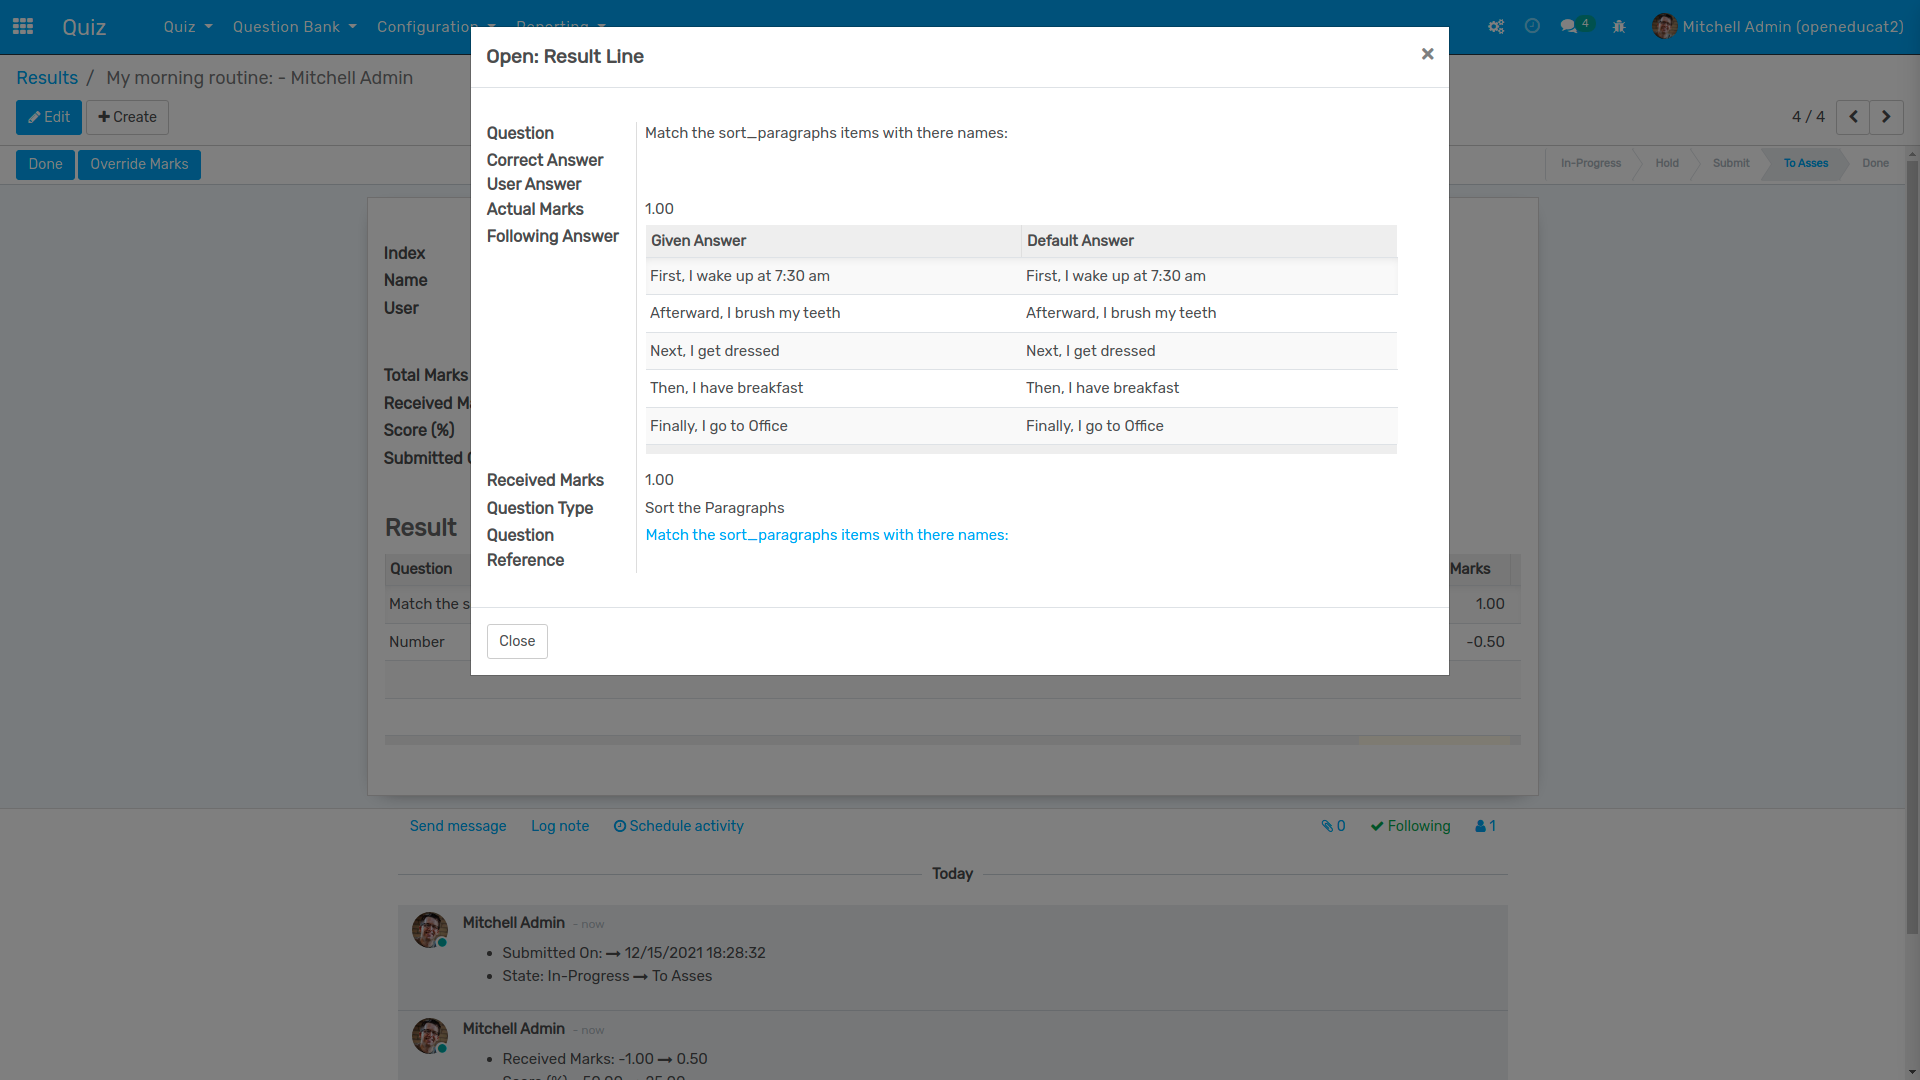 Quiz
Quiz
Question Bank
Configuration
Reporting
4
Mitchell Admin (openeducat2)
Results / My morning routine: - Mitchell Admin
Edit
Create
4 / 4
Done
Override Marks
In-Progress
Hold
Submit
To Asses
Done
Open: Result Line
×
Question
Match the sort_paragraphs items with there names:
Correct Answer
User Answer
Actual Marks
1.00
Following Answer
Given Answer
Default Answer
First, I wake up at 7:30 am
First, I wake up at 7:30 am
Afterward, I brush my teeth
Afterward, I brush my teeth
Next, I get dressed
Next, I get dressed
Then, I have breakfast
Then, I have breakfast
Finally, I go to Office
Finally, I go to Office
Received Marks
1.00
Question Type
Sort the Paragraphs
Question
Reference
Match the sort_paragraphs items with there names:
Close
Index
Name
User
Total Marks
Received
Score (%)
Submitted
Result
Question
Marks
Match the s
1.00
Number
-0.50
Send message
Log note
Schedule activity
0
Following
1
Today
Mitchell Admin - now
• Submitted On: → 12/15/2021 18:28:32
• State: In-Progress → To Asses
Mitchell Admin - now
• Received Marks: -1.00 → 0.50